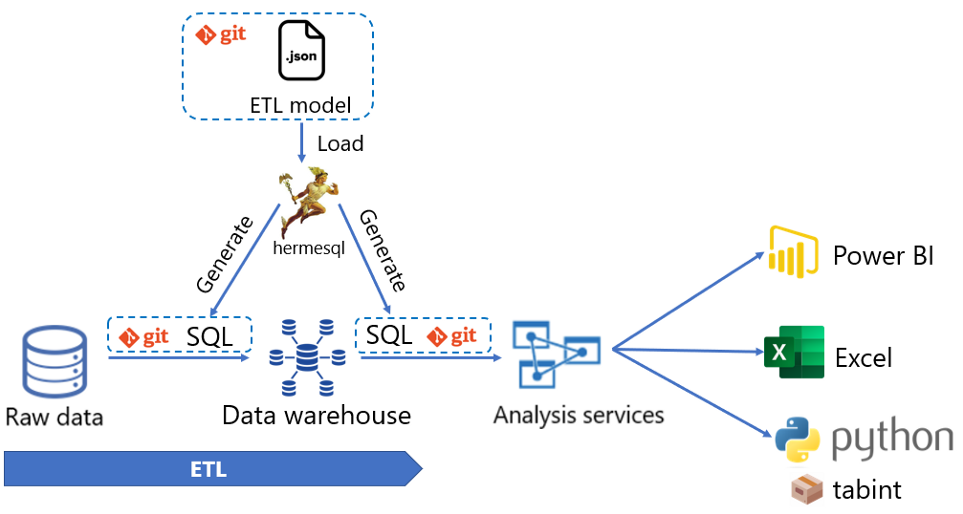 git
.json
ETL model
Load
hermesql
Generate
Generate
git SQL
SQL git
Raw data
Data warehouse
Analysis services
ETL
Power BI
X
Excel
python
tabint